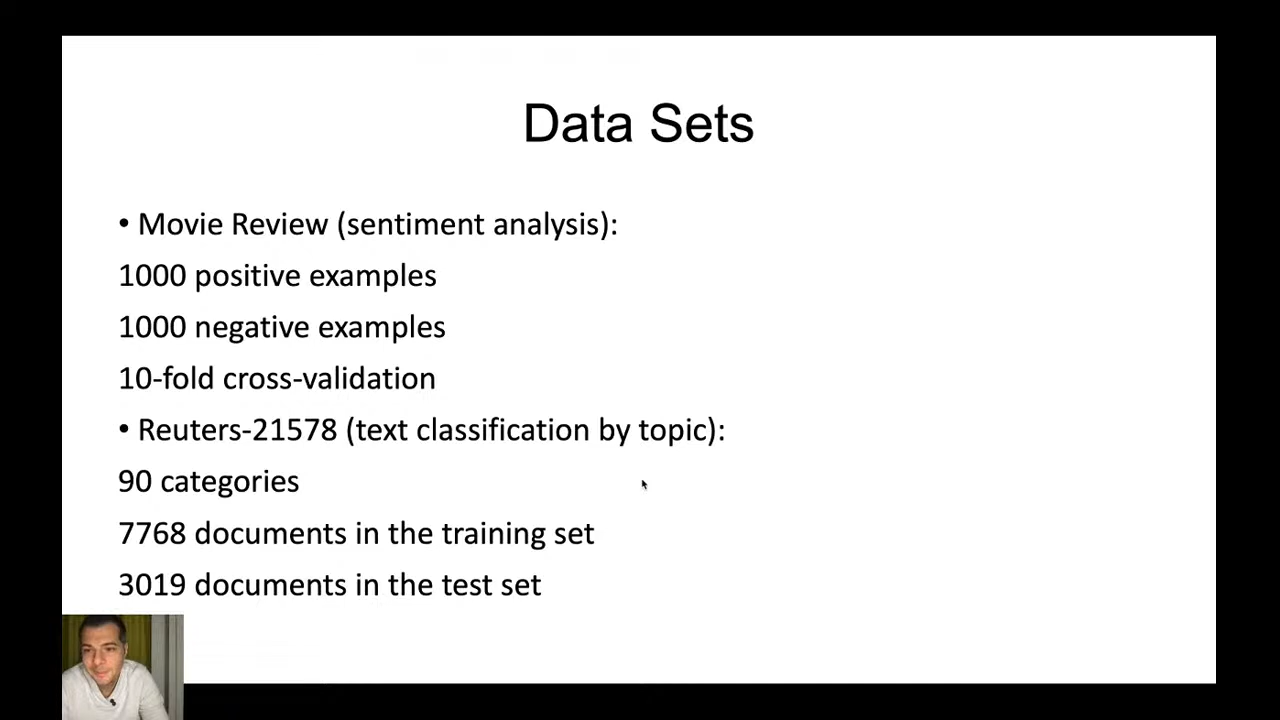 Data Sets
• Movie Review (sentiment analysis):
1000 positive examples
1000 negative examples
10-fold cross-validation
• Reuters-21578 (text classification by topic):
90 categories
7768 documents in the training set
3019 documents in the test set